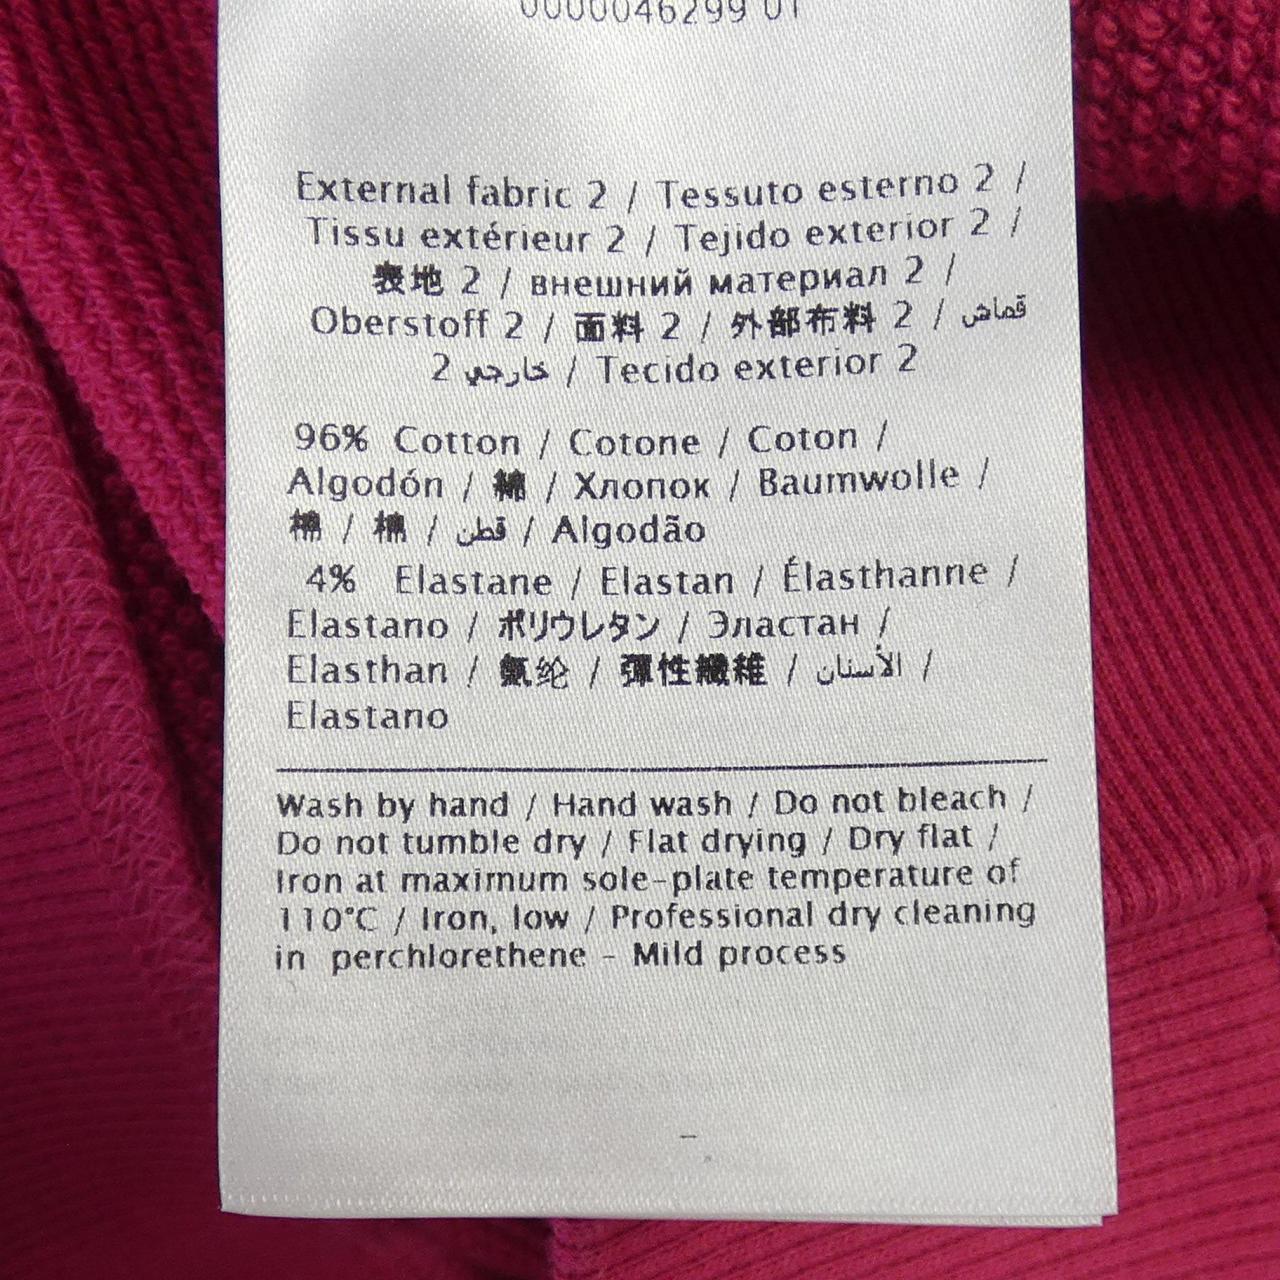 0000046299 01
External fabric 2 / Tessuto esterno 2 /
Tissu extérieur 2 / Tejido exterior 2 /
表地 2 / внешний материал 2 /
Oberstoff 2 / 面料 2 / 外部布料 2 / قماش
خارجي 2 / Tecido exterior 2
96% Cotton / Cotone / Coton /
Algodón / 綿 / Хлопок / Baumwolle /
棉 / 棉 / قطن / Algodão
4% Elastane / Elastan / Élasthanne /
Elastano / ポリウレタン / Эластан /
Elasthan / 氨纶 / 彈性纖維 / الأستان /
Elastano
Wash by hand / Hand wash / Do not bleach /
Do not tumble dry / Flat drying / Dry flat /
Iron at maximum sole-plate temperature of
110°C / Iron, low / Professional dry cleaning
in perchlorethene - Mild process